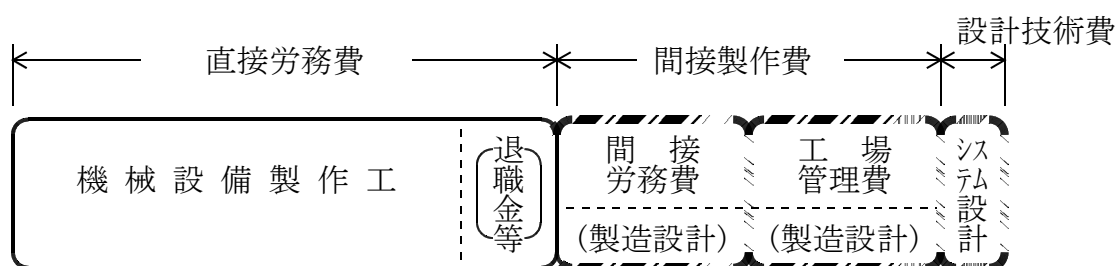 設計技術費
直接労務費
間接製作費
機械設備製作工
退職金等
間接
労務費
(製造設計)
工場
管理費
(製造設計)
システム設計